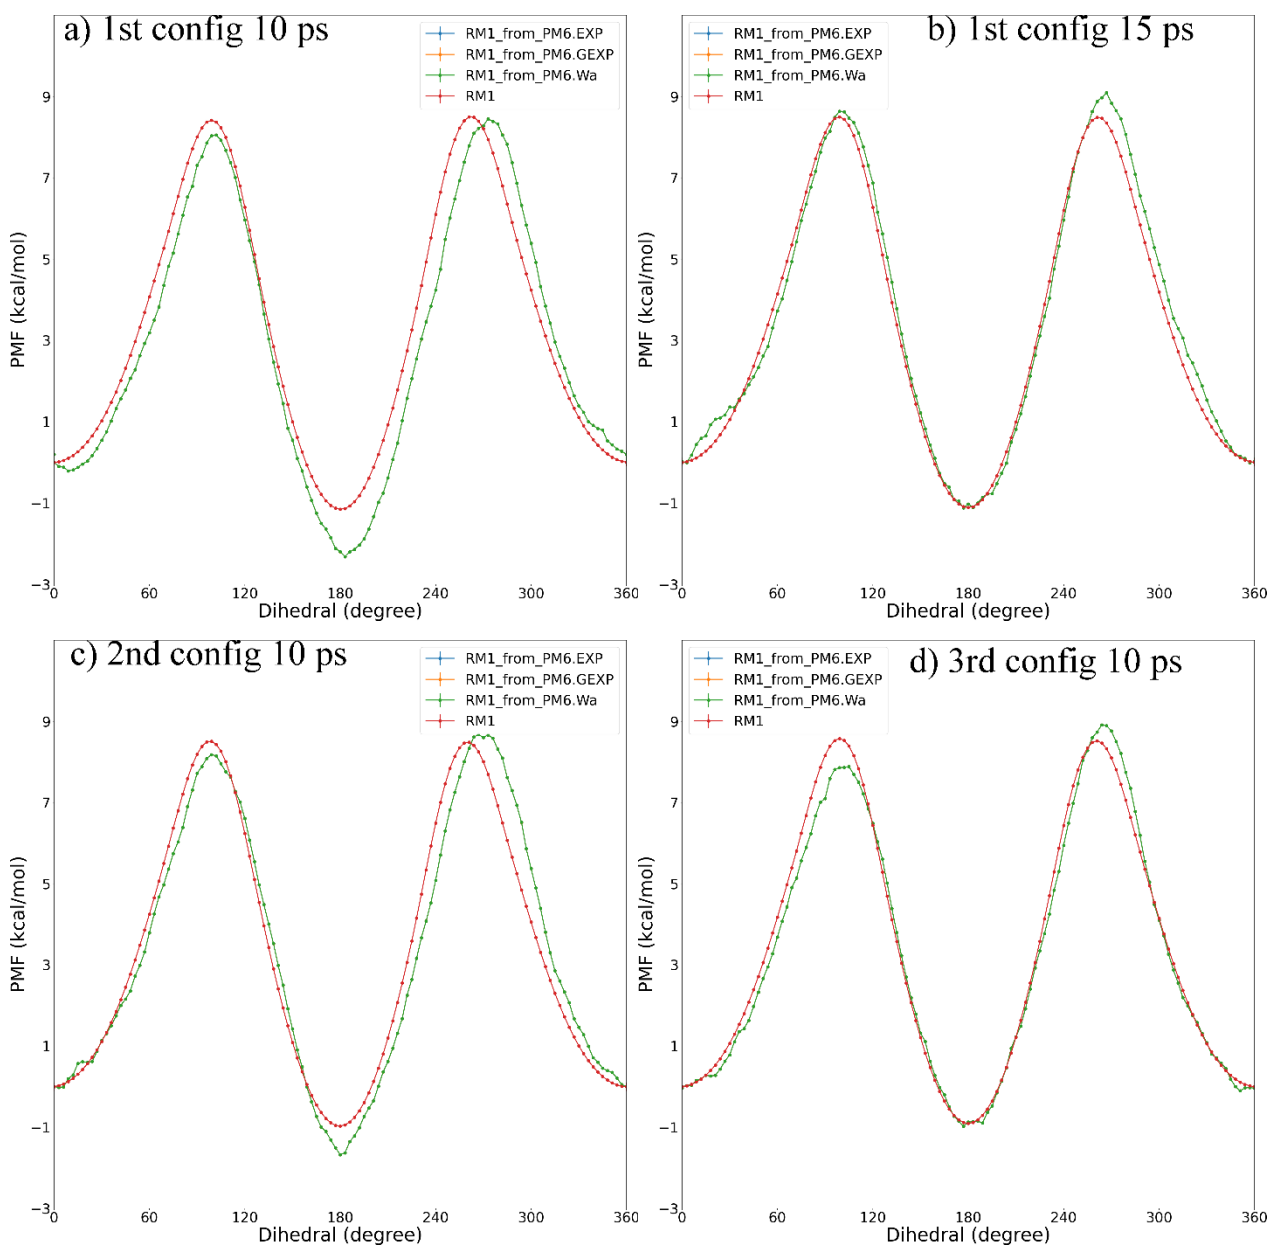 a) 1st config 10 ps
RM1_from_PM6.EXP
RM1_from_PM6.GEXP
RM1_from_PM6.Wa
RM1
9
7
5
3
1
−1
−3
PMF (kcal/mol)
0 60 120 180 240 300 360
Dihedral (degree)
b) 1st config 15 ps
RM1_from_PM6.EXP
RM1_from_PM6.GEXP
RM1_from_PM6.Wa
RM1
9
7
5
3
1
−1
−3
PMF (kcal/mol)
0 60 120 180 240 300 360
Dihedral (degree)
c) 2nd config 10 ps
RM1_from_PM6.EXP
RM1_from_PM6.GEXP
RM1_from_PM6.Wa
RM1
9
7
5
3
1
−1
−3
PMF (kcal/mol)
0 60 120 180 240 300 360
Dihedral (degree)
d) 3rd config 10 ps
RM1_from_PM6.EXP
RM1_from_PM6.GEXP
RM1_from_PM6.Wa
RM1
9
7
5
3
1
−1
−3
PMF (kcal/mol)
0 60 120 180 240 300 360
Dihedral (degree)